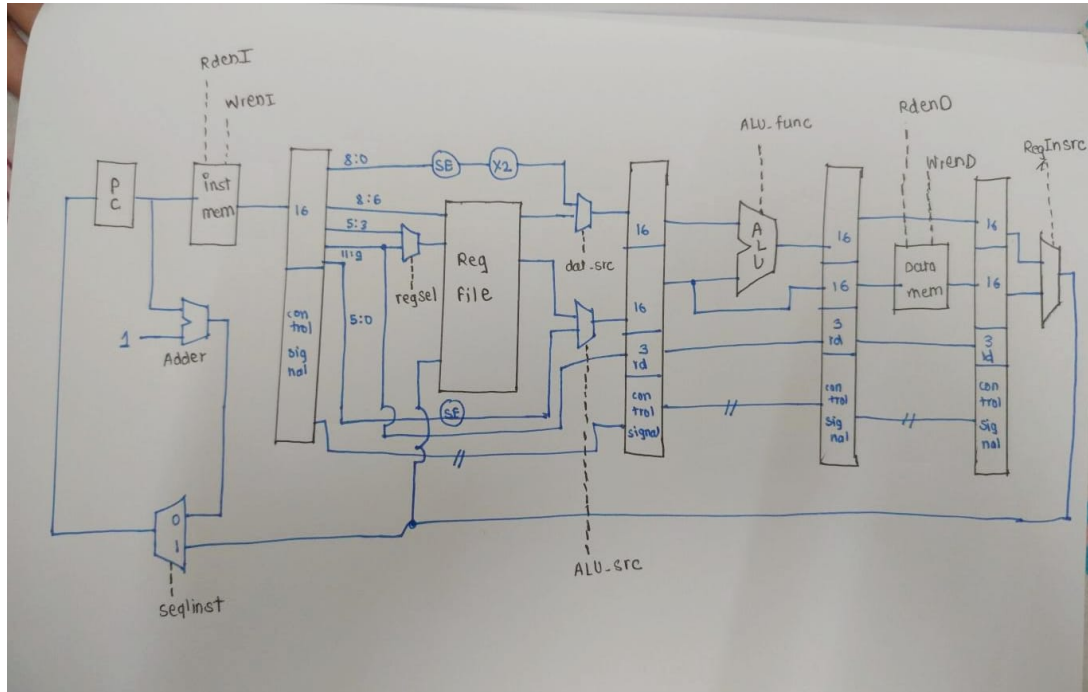 RdenI
WrenI
PC
inst
mem
16
con
trol
sig
nal
8:0
SE
X2
8:6
5:3
11:9
5:0
regsel
Reg
file
SE
dat_src
ALU_src
1
Adder
0
1
Seqlinst
16
16
3
rd
con
trol
signal
ALU_func
ALU
16
16
3
rd
con
trol
sig
nal
RdenD
WrenD
Data
mem
16
16
3
rd
con
trol
sig
nal
RegInsrc